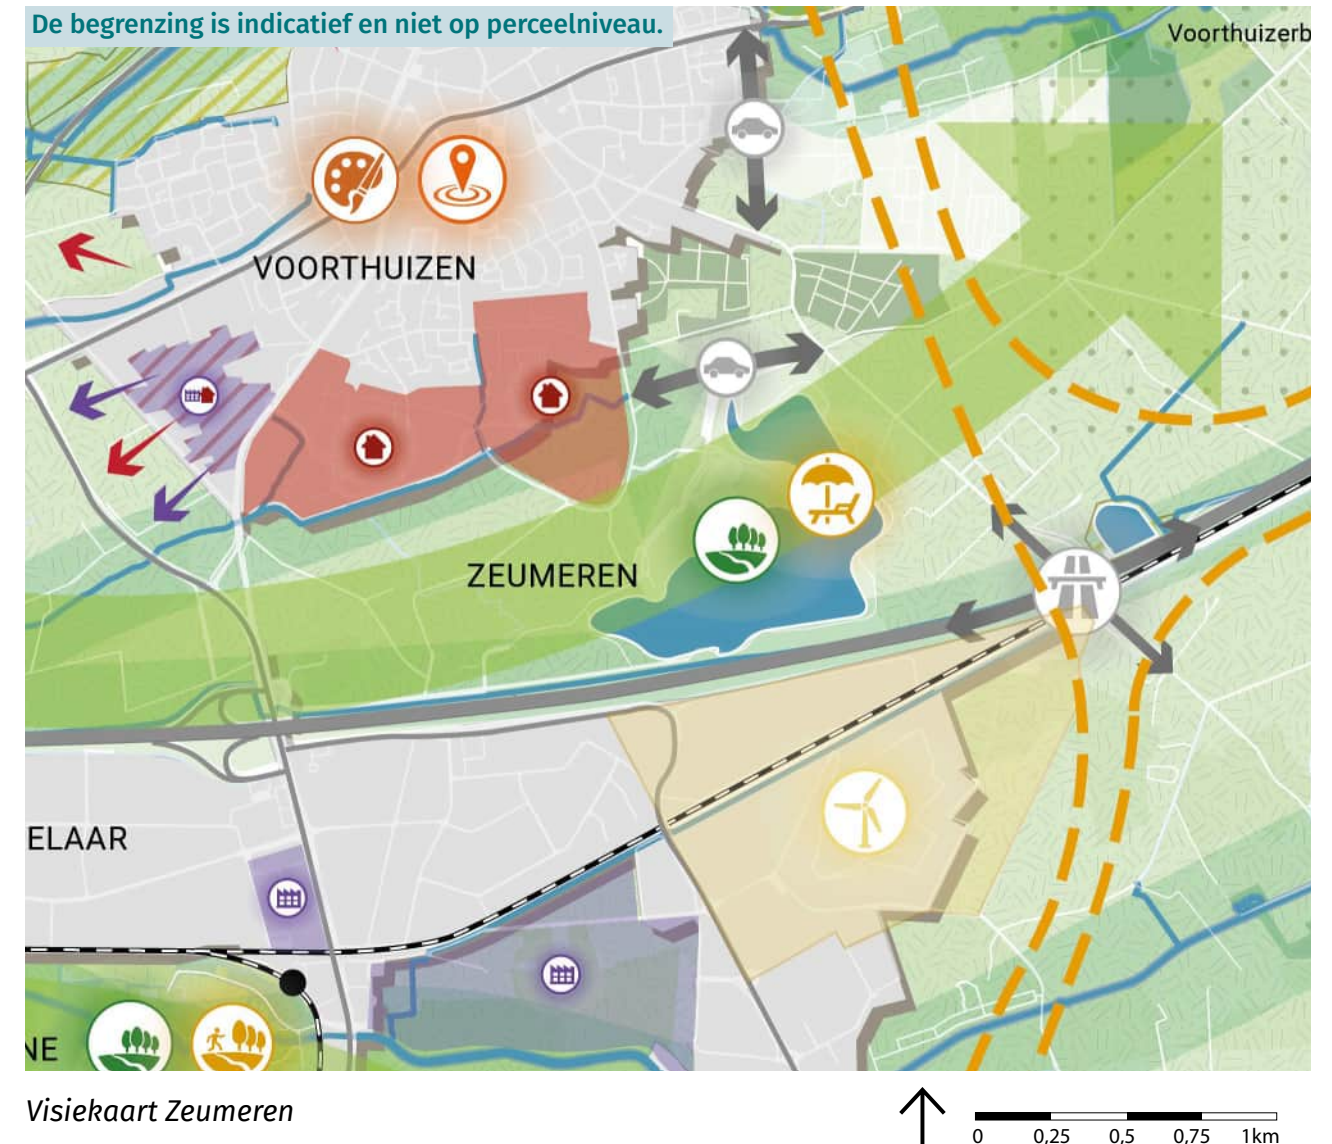 De begrenzing is indicatief en niet op perceelniveau.
Voorthuizerb
VOORTHUIZEN
ZEUMEREN
ELAAR
NE
Visiekaart Zeumeren
0 0,25 0,5 0,75 1km